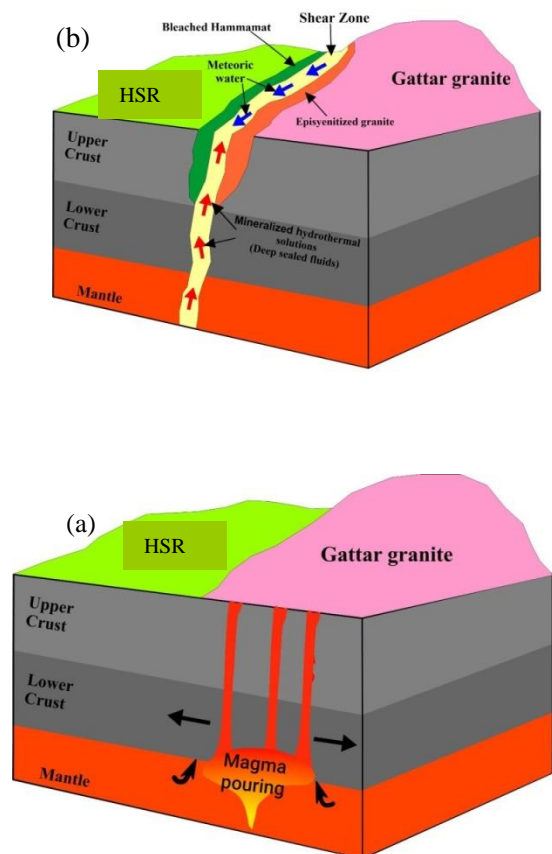 (b)
Bleached Hammamat
Shear Zone
HSR
Meteoric
water
Gattar granite
Episyenitized granite
Upper
Crust
Lower
Crust
Mineralized hydrothermal
solutions
(Deep sealed fluids)
Mantle
(a)
HSR
Gattar granite
Upper
Crust
Lower
Crust
Magma
pouring
Mantle